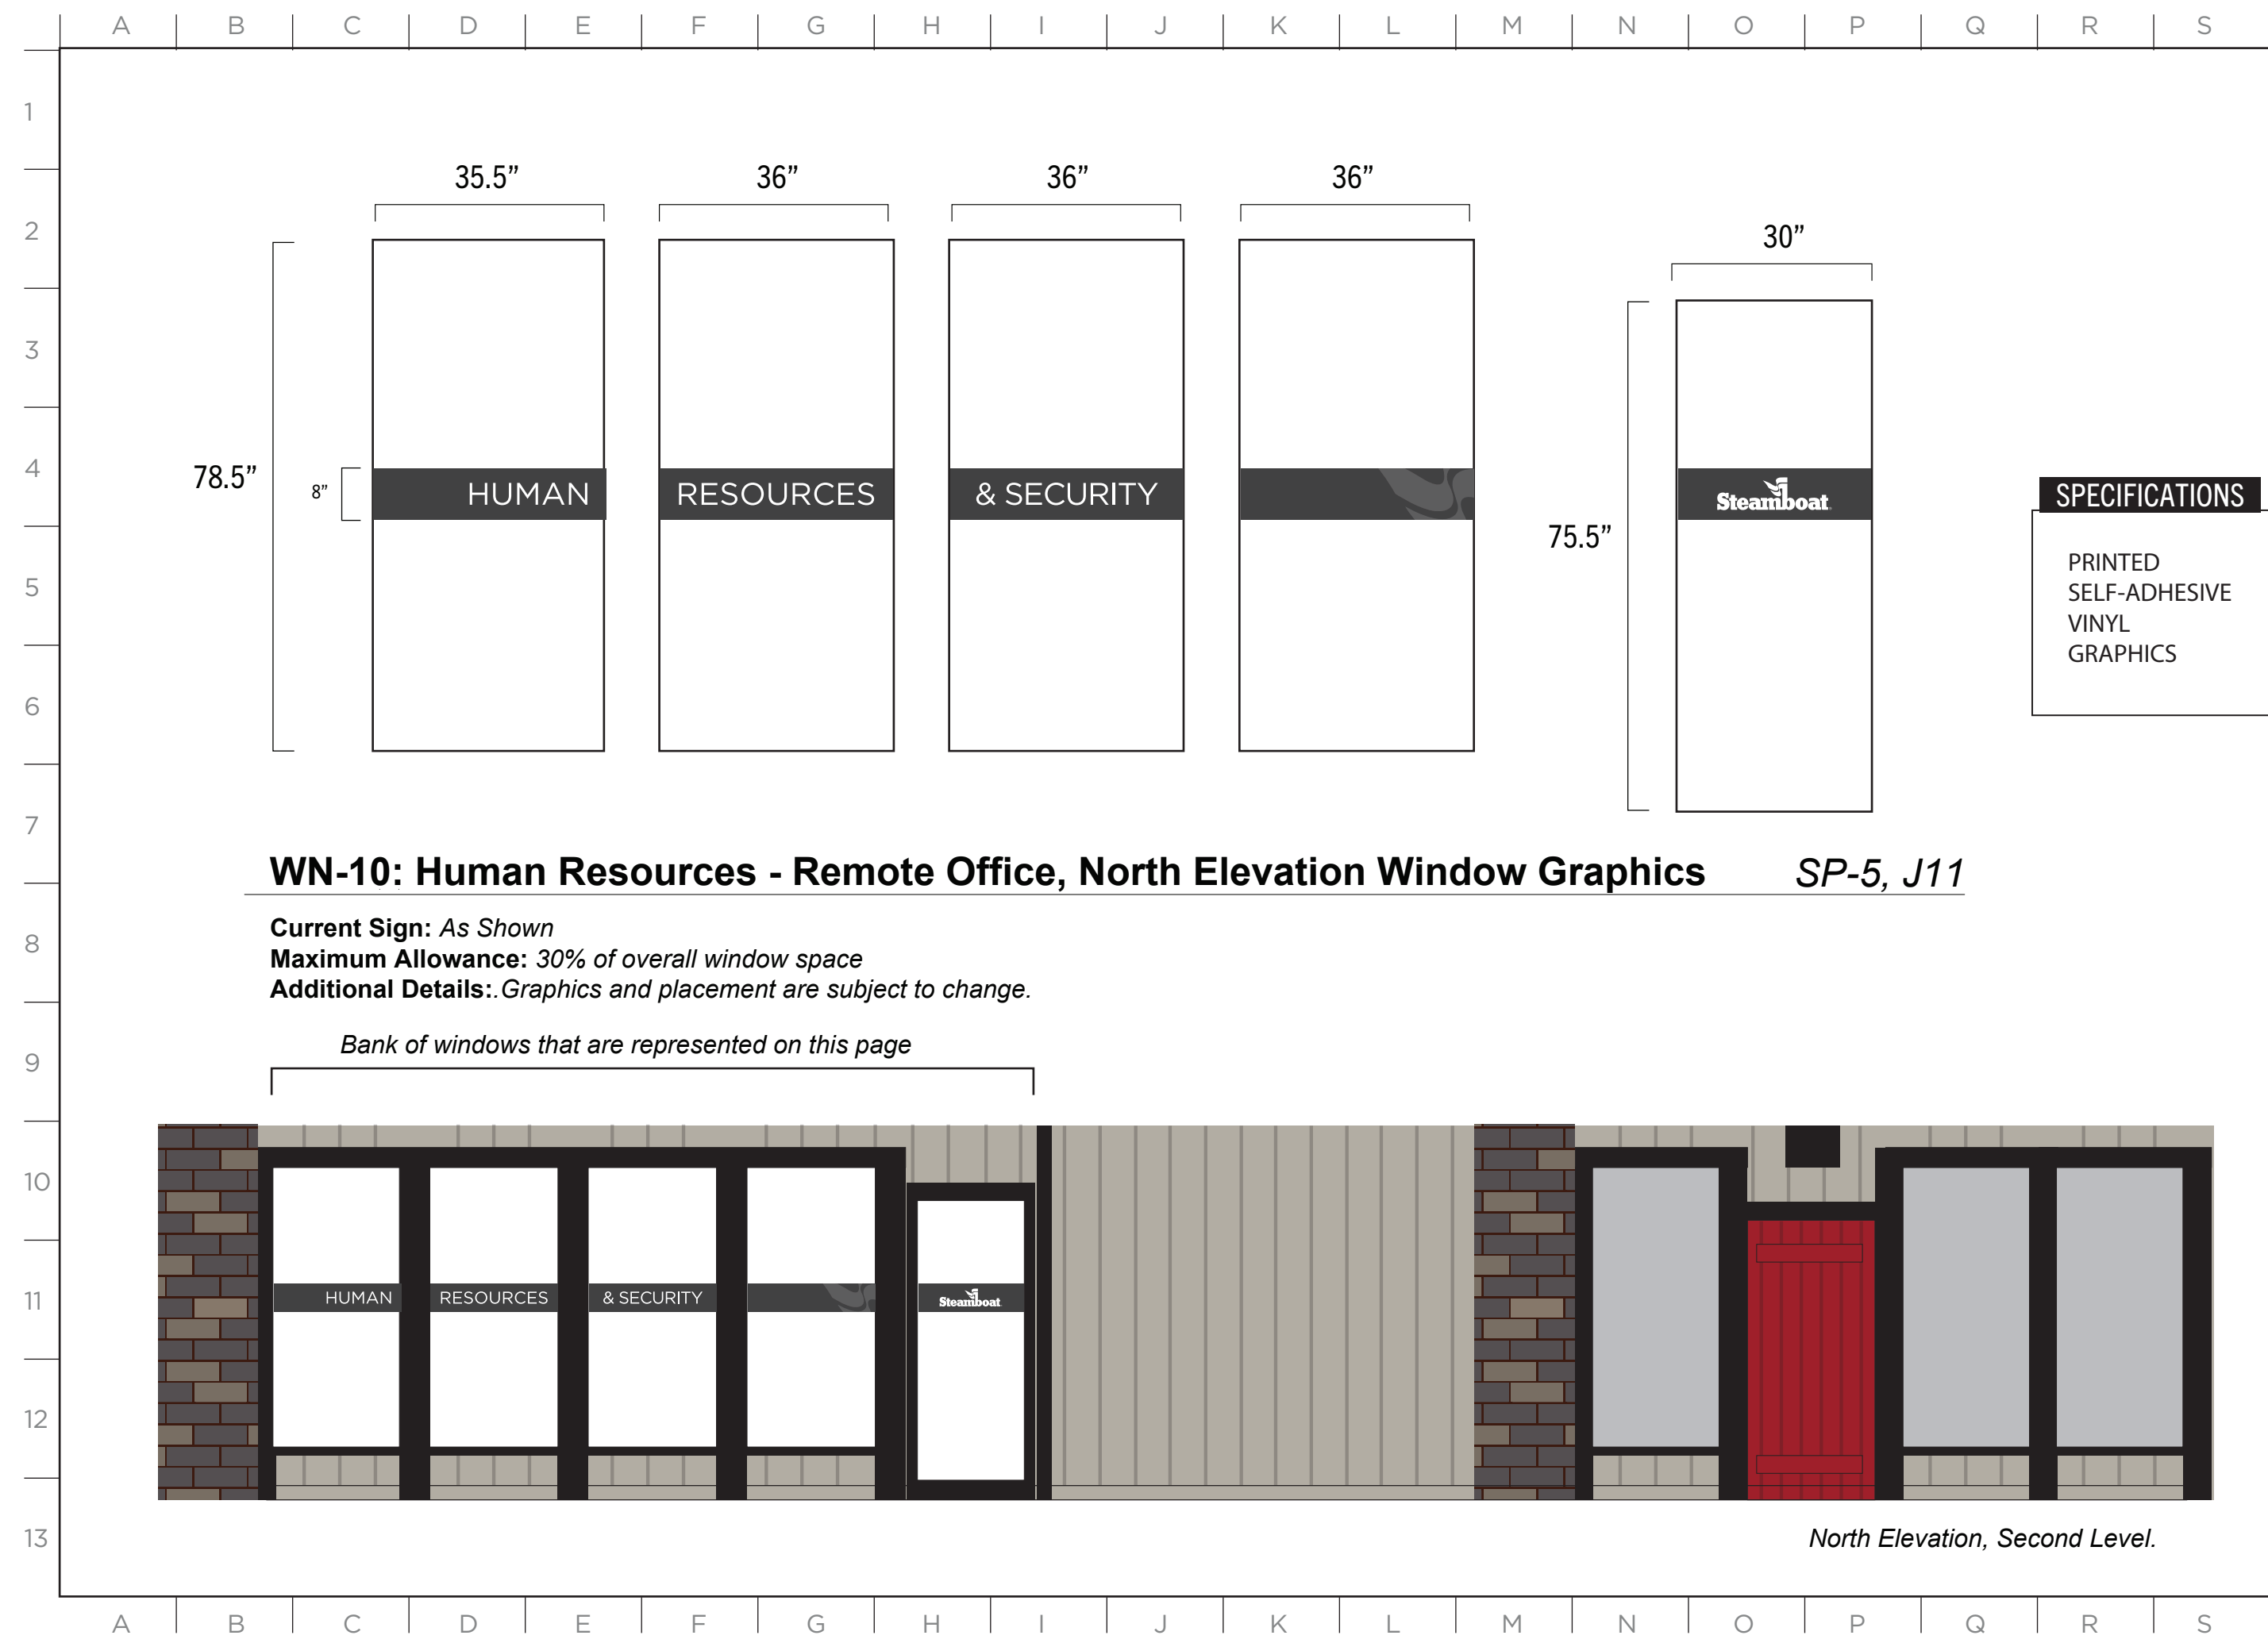 A B C D E F G H I J K L M N O P Q R S
1
2
3
4
5
6
7
8
9
10
11
12
13
35.5” 36” 36” 36”
30”
78.5”
8”
HUMAN RESOURCES & SECURITY
Steamboat
75.5”
SPECIFICATIONS
PRINTED
SELF-ADHESIVE
VINYL
GRAPHICS
WN-10: Human Resources - Remote Office, North Elevation Window Graphics SP-5, J11
Current Sign: As Shown
Maximum Allowance: 30% of overall window space
Additional Details:.Graphics and placement are subject to change.
Bank of windows that are represented on this page
HUMAN RESOURCES & SECURITY Steamboat
North Elevation, Second Level.
A B C D E F G H I J K L M N O P Q R S